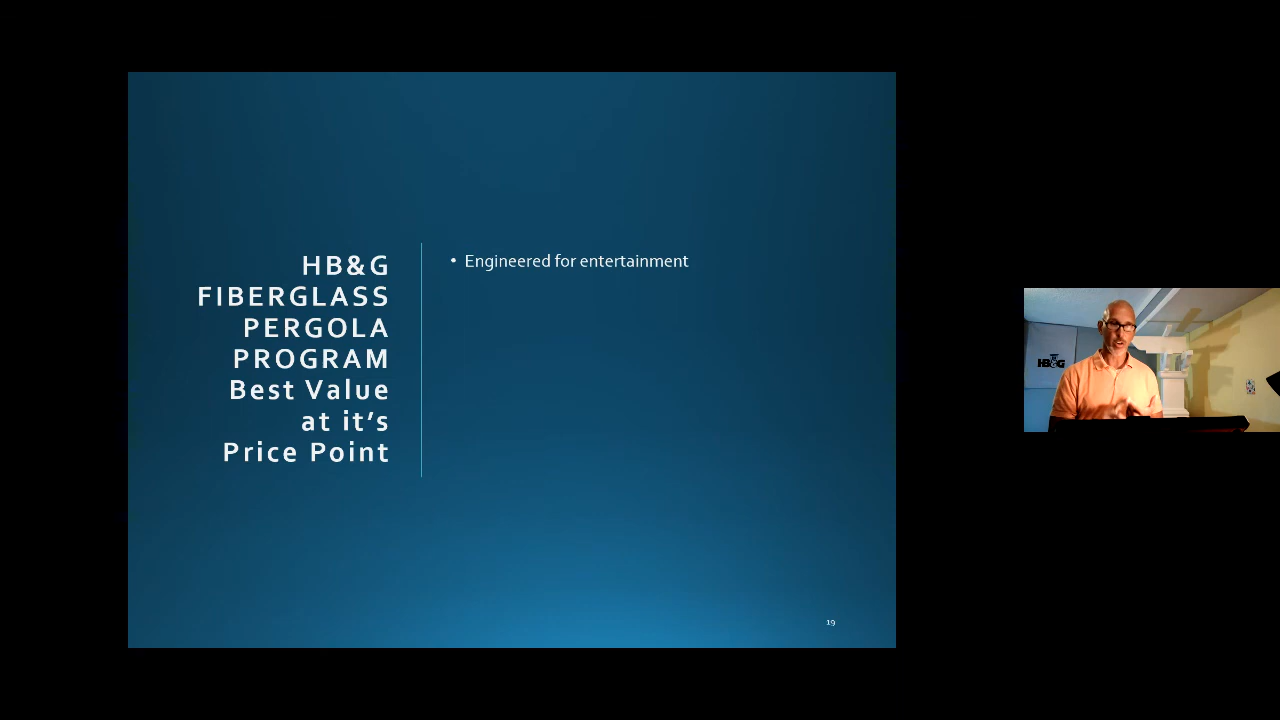 HB&G
FIBERGLASS
PERGOLA
PROGRAM
Best Value
at it’s
Price Point
• Engineered for entertainment
19
HB&G